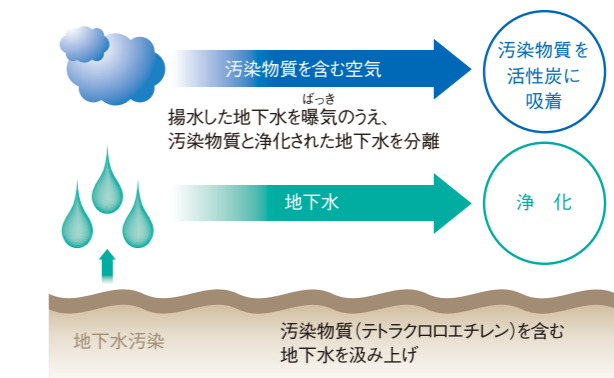 汚染物質を含む空気
汚染物質を
活性炭に
吸着
ばっき
揚水した地下水を曝気のうえ、
汚染物質と浄化された地下水を分離
地下水
浄 化
地下水汚染
汚染物質（テトラクロロエチレン）を含む
地下水を汲み上げ